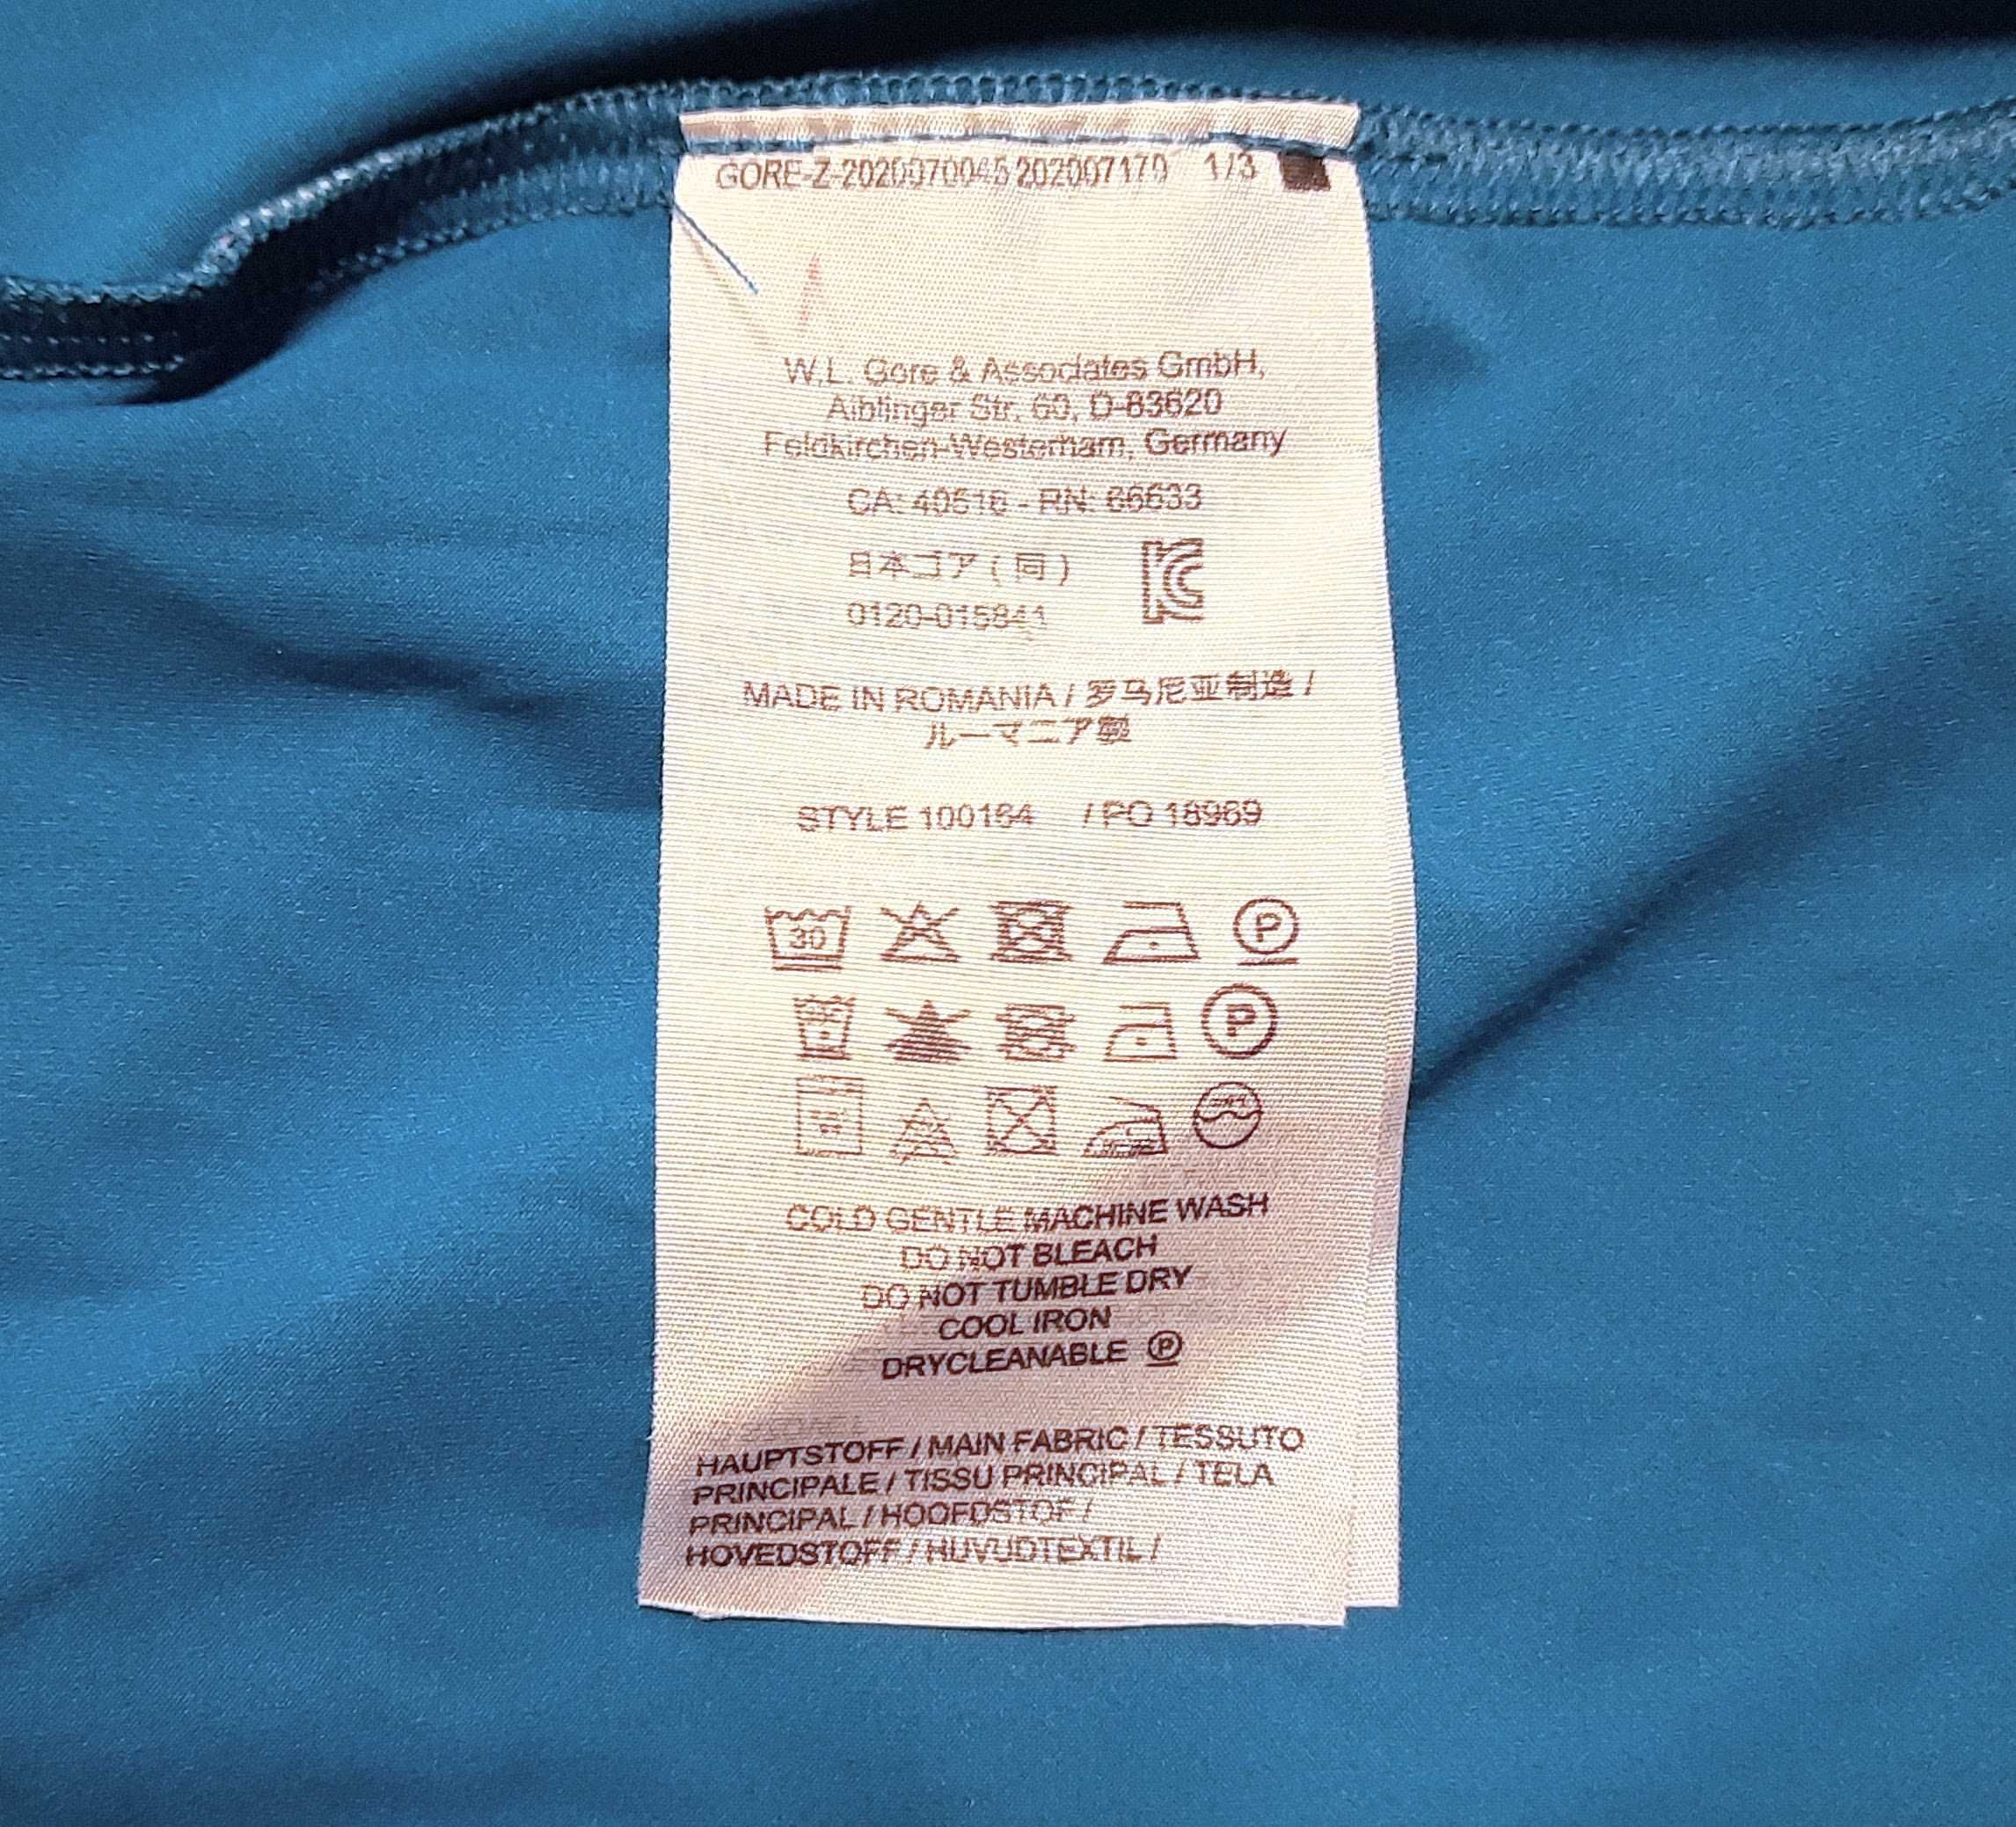 GORE-Z-2020070045 202007170 1/3
W.L. Gore & Associates GmbH,
Aiblinger Str. 60, D-83620
Feldkirchen-Westerham, Germany
CA: 40516 - RN: 66633
日本ゴア ( 同 )
0120-015841
MADE IN ROMANIA / 罗马尼亚制造 /
ルーマニア製
STYLE 100164 / PO 18969
30 P
P
COLD GENTLE MACHINE WASH
DO NOT BLEACH
DO NOT TUMBLE DRY
COOL IRON
DRYCLEANABLE P
HAUPTSTOFF / MAIN FABRIC / TESSUTO
PRINCIPALE / TISSU PRINCIPAL / TELA
PRINCIPAL / HOOFDSTOF /
HOVEDSTOFF / HUVUDTEXTIL /